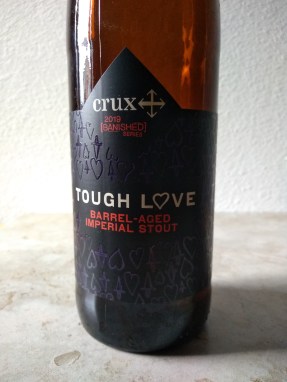 crux
2019
[BANISHED]
SERIES
TOUGH LOVE
BARREL-AGED
IMPERIAL STOUT